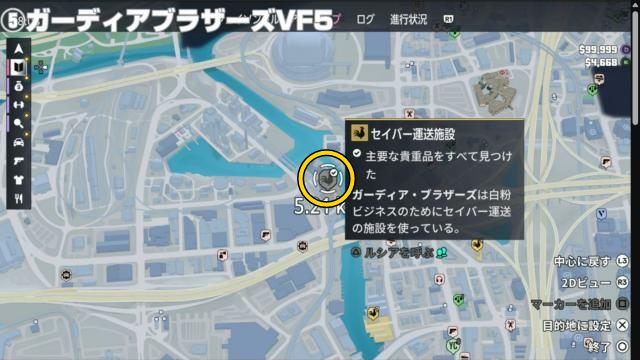 ⑤ガーディアブラザーズVF5
ログ
進行状況
$99,999
$4,668
セイバー運送施設
主要な貴重品をすべて見つけ
た
ガーディア・ブラザーズは白粉
ビジネスのためにセイバー運送
の施設を使っている。
ルシアを呼ぶ
中心に戻す L3
2Dビュー R3
マーカーを追加
目的地に設定
終了
YC